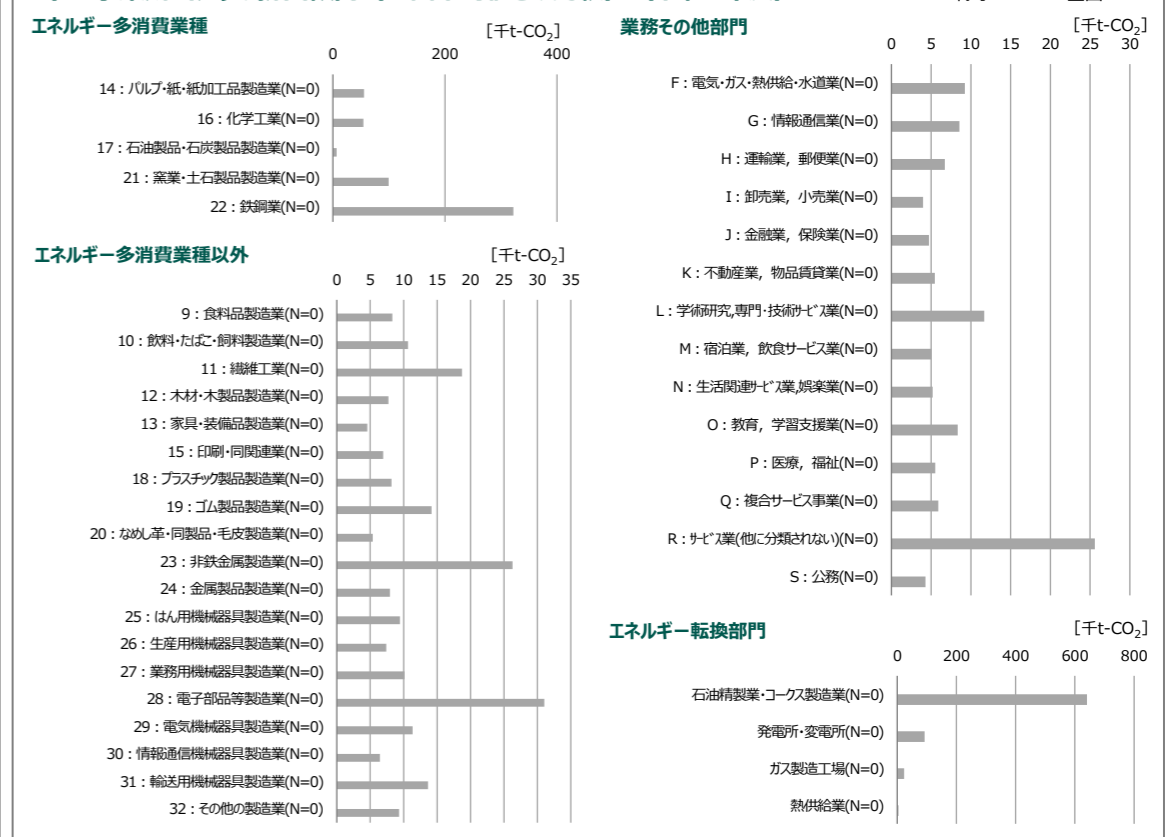 エネルギー多消費業種
[千t-CO2]
0 200 400
14：パルプ・紙・紙加工品製造業(N=0)
16：化学工業(N=0)
17：石油製品・石炭製品製造業(N=0)
21：窯業・土石製品製造業(N=0)
22：鉄鋼業(N=0)
エネルギー多消費業種以外
[千t-CO2]
0 5 10 15 20 25 30 35
9：食料品製造業(N=0)
10：飲料・たばこ・飼料製造業(N=0)
11：繊維工業(N=0)
12：木材・木製品製造業(N=0)
13：家具・装備品製造業(N=0)
15：印刷・同関連業(N=0)
18：プラスチック製品製造業(N=0)
19：ゴム製品製造業(N=0)
20：なめし革・同製品・毛皮製造業(N=0)
23：非鉄金属製造業(N=0)
24：金属製品製造業(N=0)
25：はん用機械器具製造業(N=0)
26：生産用機械器具製造業(N=0)
27：業務用機械器具製造業(N=0)
28：電子部品等製造業(N=0)
29：電気機械器具製造業(N=0)
30：情報通信機械器具製造業(N=0)
31：輸送用機械器具製造業(N=0)
32：その他の製造業(N=0)
業務その他部門
[千t-CO2]
0 5 10 15 20 15 20 25 30
F：電気・ガス・熱供給・水道業(N=0)
G：情報通信業(N=0)
H：運輸業，郵便業(N=0)
I：卸売業，小売業(N=0)
J：金融業，保険業(N=0)
K：不動産業，物品賃貸業(N=0)
L：学術研究,専門・技術サービス業(N=0)
M：宿泊業，飲食サービス業(N=0)
N：生活関連サービス業,娯楽業(N=0)
O：教育，学習支援業(N=0)
P：医療，福祉(N=0)
Q：複合サービス事業(N=0)
R：サービス業(他に分類されない)(N=0)
S：公務(N=0)
エネルギー転換部門
[千t-CO2]
0 200 400 600 800
石油精製業・コークス製造業(N=0)
発電所・変電所(N=0)
ガス製造工場(N=0)
熱供給業(N=0)